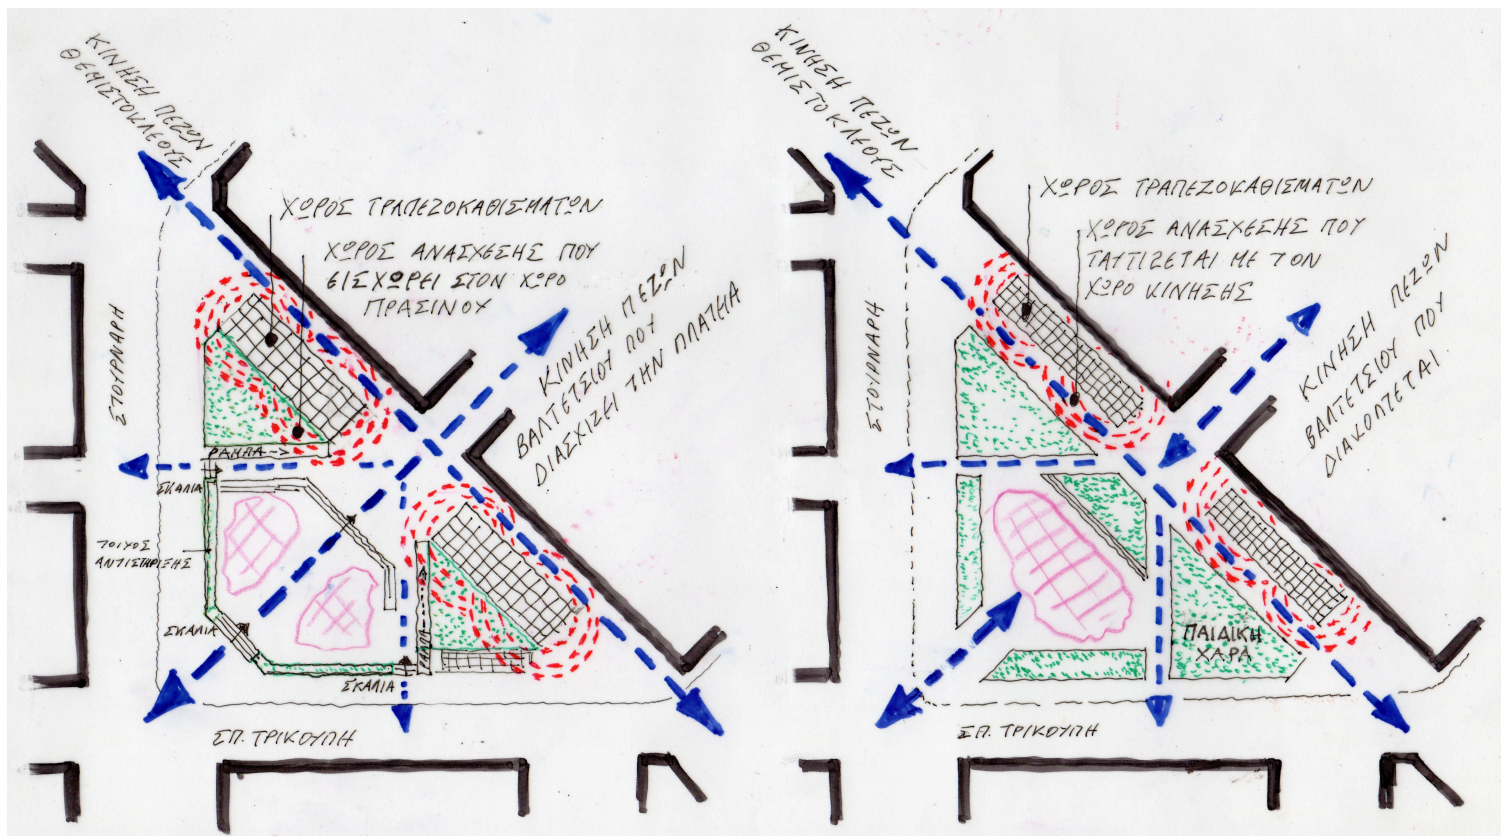 ΚΙΝΗΣΗ ΠΕΖΩΝ
ΘΕΜΙΣΤΟΚΛΕΟΥΣ
ΧΩΡΟΣ ΤΡΑΠΕΖΟΚΑΘΙΣΜΑΤΩΝ
ΧΩΡΟΣ ΑΝΑΣΧΕΣΗΣ ΠΟΥ
ΕΙΣΧΩΡΕΙ ΣΤΟΝ ΧΩΡΟ
ΠΡΑΣΙΝΟΥ
ΚΙΝΗΣΗ ΠΕΖΩΝ
ΒΑΛΤΕΤΣΙΟΥ ΠΟΥ
ΔΙΑΣΧΙΖΕΙ ΤΗΝ ΠΛΑΤΗΑ
ΣΤΟΥΡΝΑΡΗ
ΡΑΜΠΑ
ΣΚΑΛΙΑ
ΤΟΙΧΟΣ
ΑΝΤΙΣΤΗΡΙΞΗΣ
ΣΚΑΛΙΑ
ΡΑΜΠΑ
ΣΚΑΛΙΑ
ΣΠ. ΤΡΙΚΟΥΠΗ
ΚΙΝΗΣΗ ΠΕΖΩΝ
ΘΕΜΙΣΤΟΚΛΕΟΥΣ
ΧΩΡΟΣ ΤΡΑΠΕΖΟΚΑΘΙΣΜΑΤΩΝ
ΧΩΡΟΣ ΑΝΑΣΧΕΣΗΣ ΠΟΥ
ΤΑΥΤΙΖΕΤΑΙ ΜΕ ΤΟΝ
ΧΩΡΟ ΚΙΝΗΣΗΣ
ΚΙΝΗΣΗ ΠΕΖΩΝ
ΒΑΛΤΕΤΣΙΟΥ ΠΟΥ
ΔΙΑΚΟΠΤΕΤΑΙ.
ΣΤΟΥΡΝΑΡΗ
ΠΑΙΔΙΚΗ
ΧΑΡΑ
ΣΠ. ΤΡΙΚΟΥΠΗ